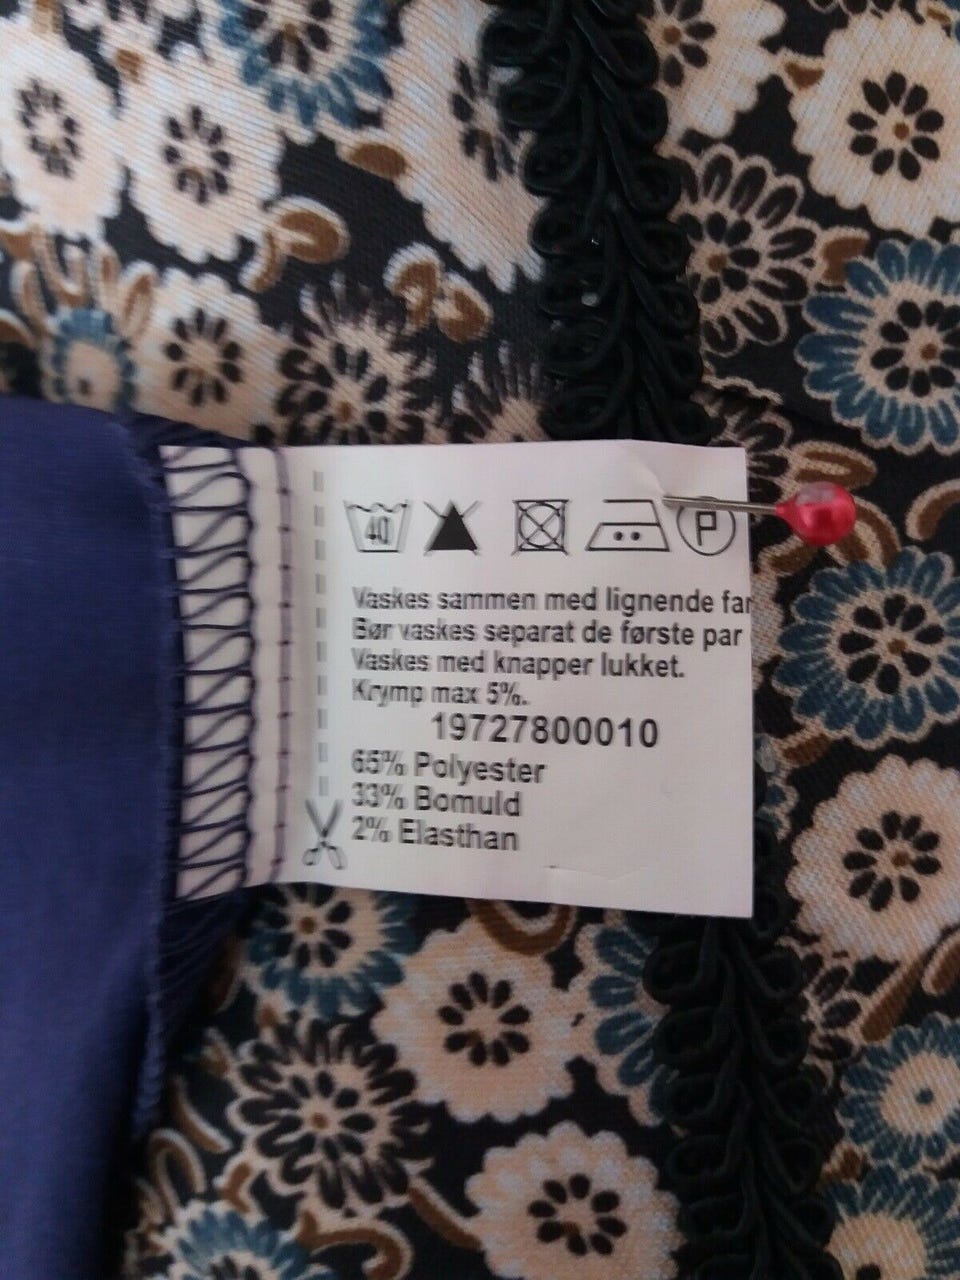 40 P
Vaskes sammen med lignende far
Bør vaskes separat de første par
Vaskes med knapper lukket.
Krymp max 5%.
19727800010
65% Polyester
33% Bomuld
2% Elasthan